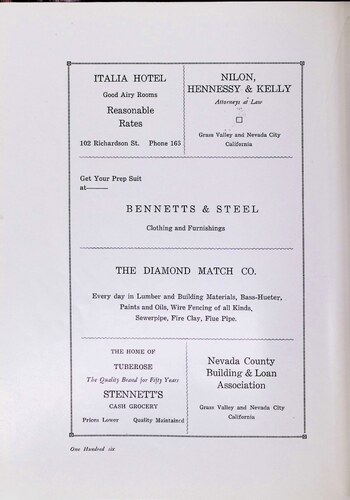 ITALIA HOTEL
Good Airy Rooms
Reasonable
Rates
102 Richardson St. Phone 165
NILON,
HENNESSY & KELLY
Attorneys at Law
Grass Valley and Nevada City
California
Get Your Prep Suit
at——
BENNETTS & STEEL
Clothing and Furnishings
THE DIAMOND MATCH CO.
Every day in Lumber and Building Materials, Bass-Hueter,
Paints and Oils, Wire Fencing of all Kinds,
Sewerpipe, Fire Clay, Flue Pipe.
THE HOME OF
TUBEROSE
The Quality Brand for Fifty Years
STENNETT'S
CASH GROCERY
Prices Lower Quality Maintained
Nevada County
Building & Loan
Association
Grass Valley and Nevada City
California
One Hundred six